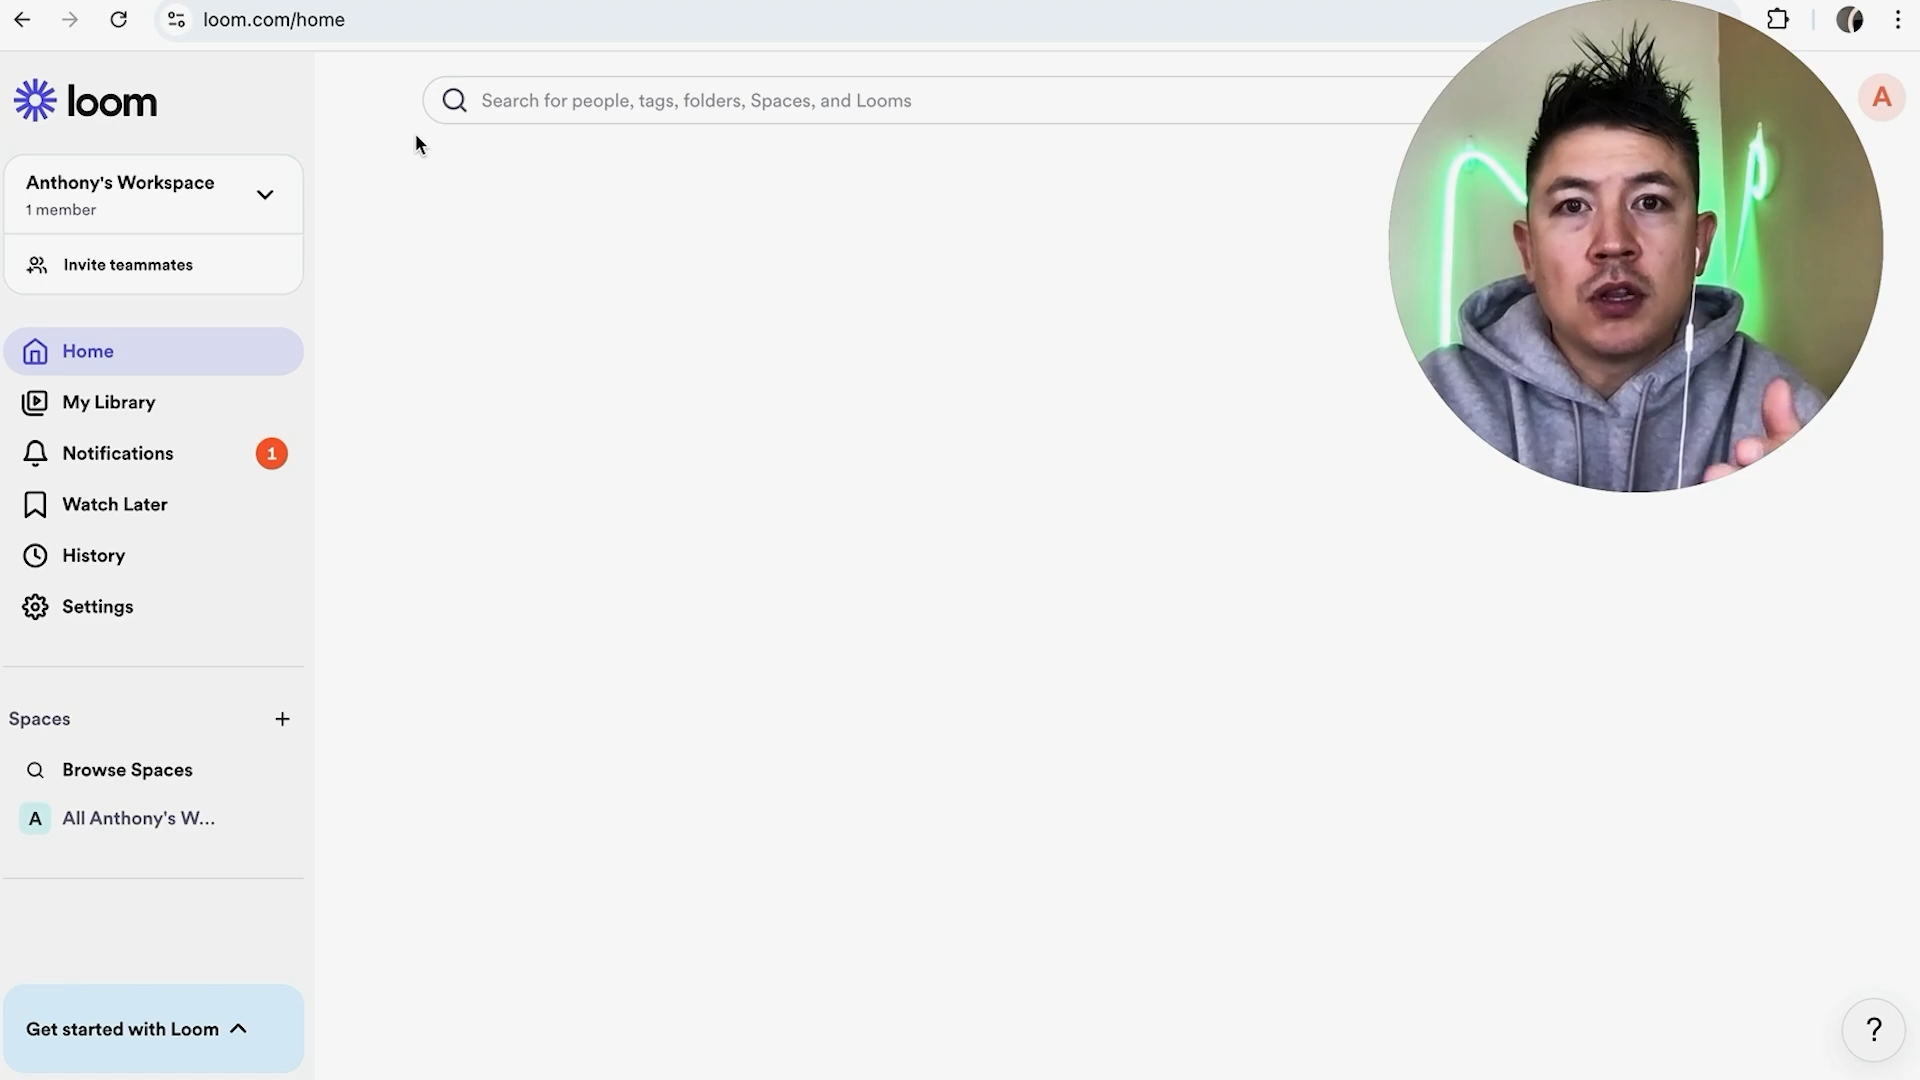 loom.com/home
loom
Search for people, tags, folders, Spaces, and Looms
A
Anthony's Workspace
1 member
Invite teammates
Home
My Library
Notifications
1
Watch Later
History
Settings
Spaces
+
Browse Spaces
A
All Anthony's W...
Get started with Loom
?